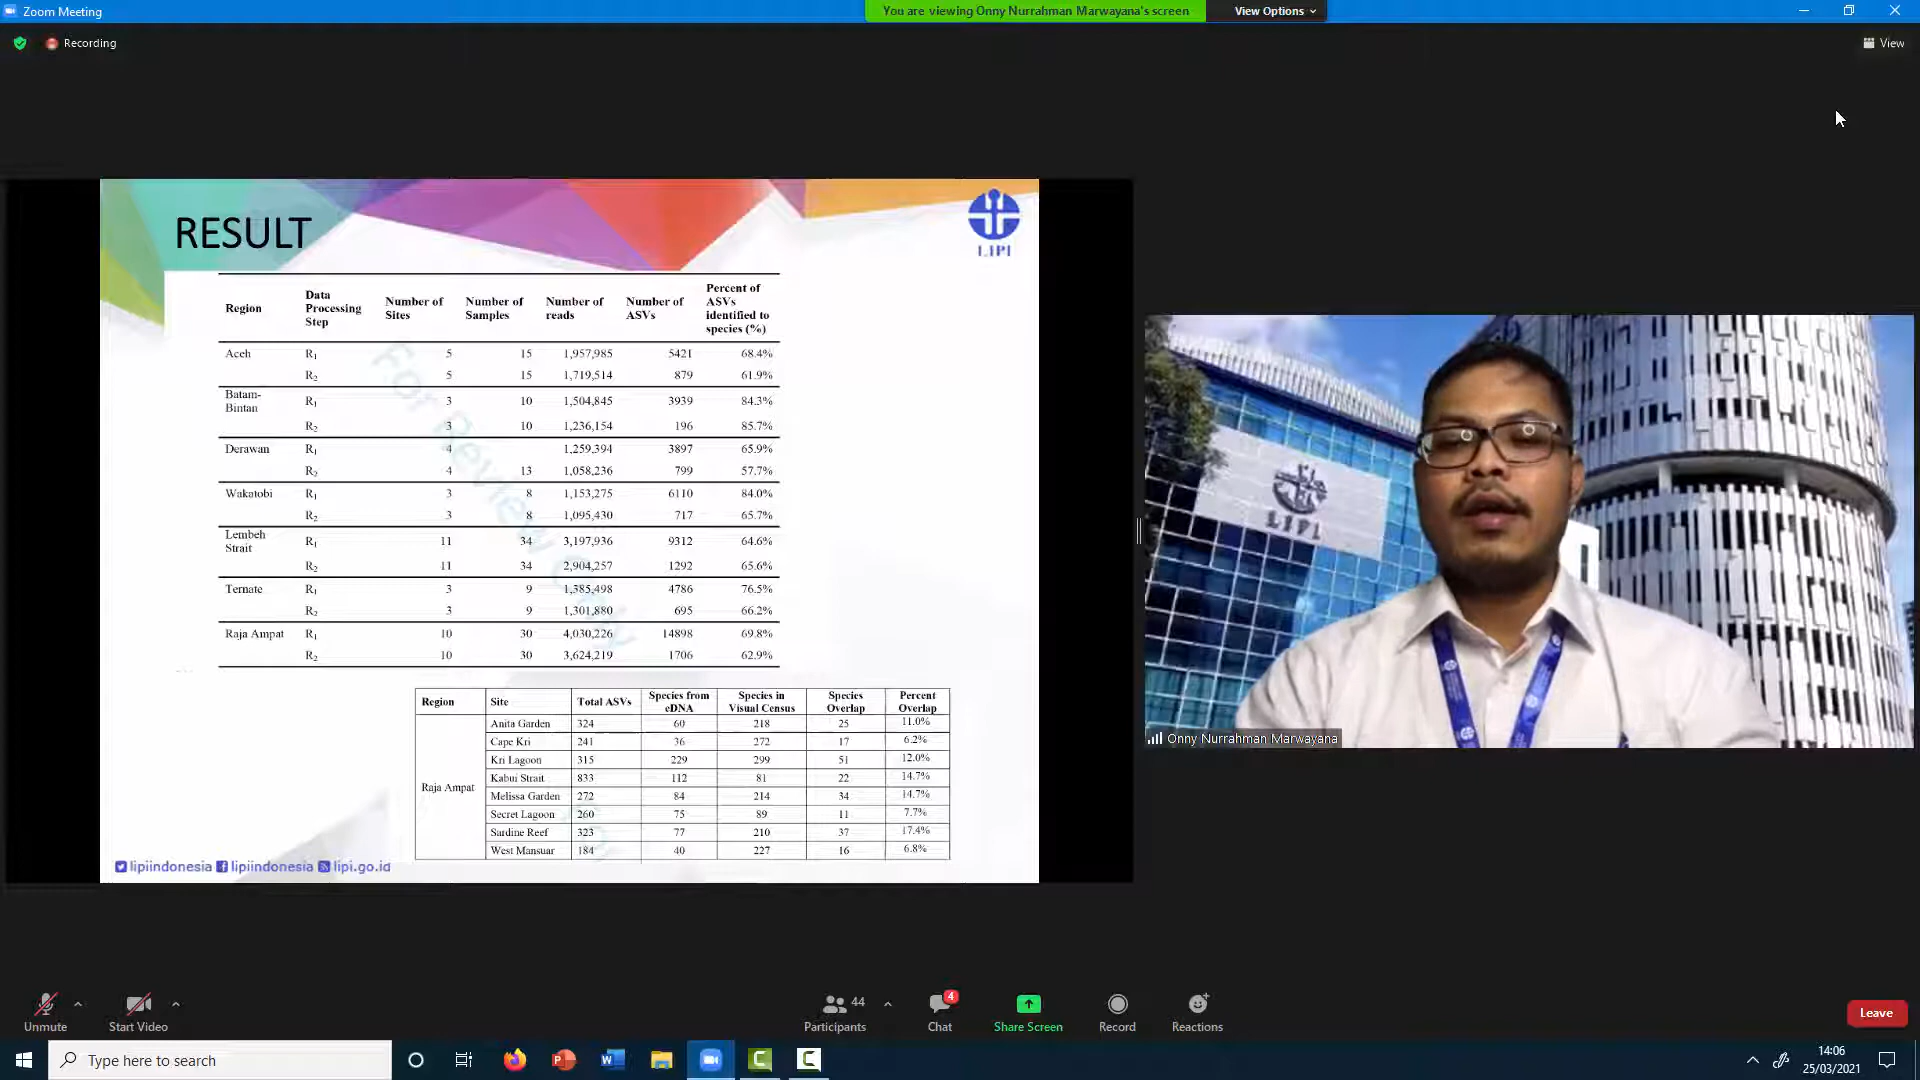 Zoom Meeting
You are viewing Onny Nurrahman Marwayana's screen
View Options
Recording
View
RESULT
LIPI
Region
Data Processing Step
Number of Sites
Number of Samples
Number of reads
Number of ASVs
Percent of ASVs identified to species (%)
Aceh R1 5 15 1,957,985 5421 68.4%
R2 5 15 1,719,514 879 61.9%
Batam-Bintan R1 3 10 1,504,845 3939 84.3%
R2 3 10 1,236,154 196 85.7%
Derawan R1 4 1,259,394 3897 65.9%
R2 4 13 1,058,236 799 57.7%
Wakatobi R1 3 8 1,153,275 6110 84.0%
R2 3 8 1,095,430 717 65.7%
Lembeh Strait R1 11 34 3,197,936 9312 64.6%
R2 11 34 2,904,257 1292 65.6%
Ternate R1 3 9 1,385,498 4786 76.5%
R2 3 9 1,301,880 695 66.2%
Raja Ampat R1 10 30 4,030,226 14898 69.8%
R2 10 30 3,624,219 1706 62.9%
For Review Only
Region Site Total ASVs Species from eDNA Species in Visual Census Species Overlap Percent Overlap
Raja Ampat
Anita Garden 324 60 218 25 11.0%
Cape Kri 241 36 272 17 6.2%
Kri Lagoon 315 229 299 51 12.0%
Kabui Strait 833 112 81 22 14.7%
Melissa Garden 272 84 214 34 14.7%
Secret Lagoon 260 75 89 11 7.7%
Sardine Reef 323 77 210 37 17.4%
West Mansuar 184 40 227 16 6.8%
lipiindonesia lipiindonesia lipi.go.id
LIPI
Onny Nurrahman Marwayana
Unmute
Start Video
44
Participants
4
Chat
Share Screen
Record
Reactions
Leave
Type here to search
14:06
25/03/2021